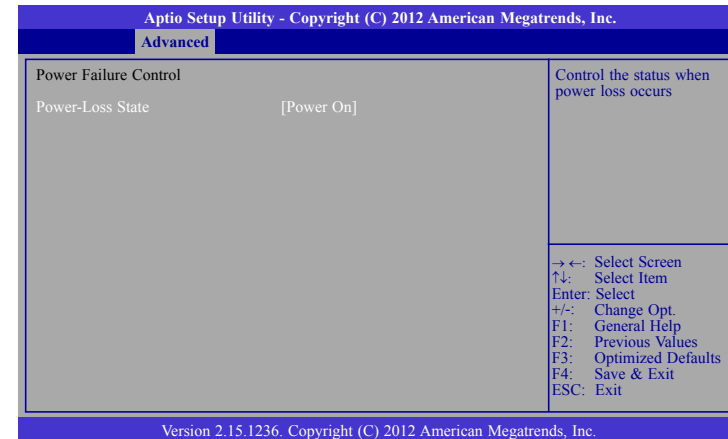 Aptio Setup Utility - Copyright (C) 2012 American Megatrends, Inc.
Advanced
Power Failure Control
Power-Loss State [Power On]
Control the status when
power loss occurs
→ ←: Select Screen
↑↓: Select Item
Enter: Select
+/-: Change Opt.
F1: General Help
F2: Previous Values
F3: Optimized Defaults
F4: Save & Exit
ESC: Exit
Version 2.15.1236. Copyright (C) 2012 American Megatrends, Inc.